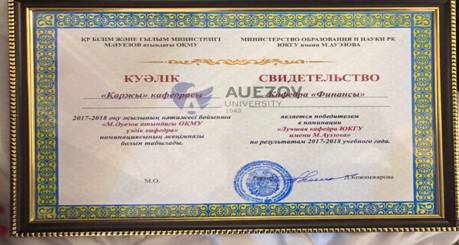 ҚР БІЛІМ ЖӘНЕ ҒЫЛЫМ МИНИСТРЛІГІ
М.ӘУЕЗОВ атындағы ОҚМУ
КУӘЛІК
«Қаржы» кафедрасы
2017-2018 оқу жылының нәтижесі бойынша
«М.Әуезов атындағы ОҚМУ
үздік кафедра»
номинациясының жеңімпазы
болып табылады.
М.О.
МИНИСТЕРСТВО ОБРАЗОВАНИЯ И НАУКИ РК
ЮКГУ имени М.АУЭЗОВА
СВИДЕТЕЛЬСТВО
Кафедра «Финансы»
является победителем
в номинации
«Лучшая кафедра ЮКГУ
имени М.Ауэзова»
по результатам 2017-2018 учебного года.
AUEZOV
UNIVERSITY
1943